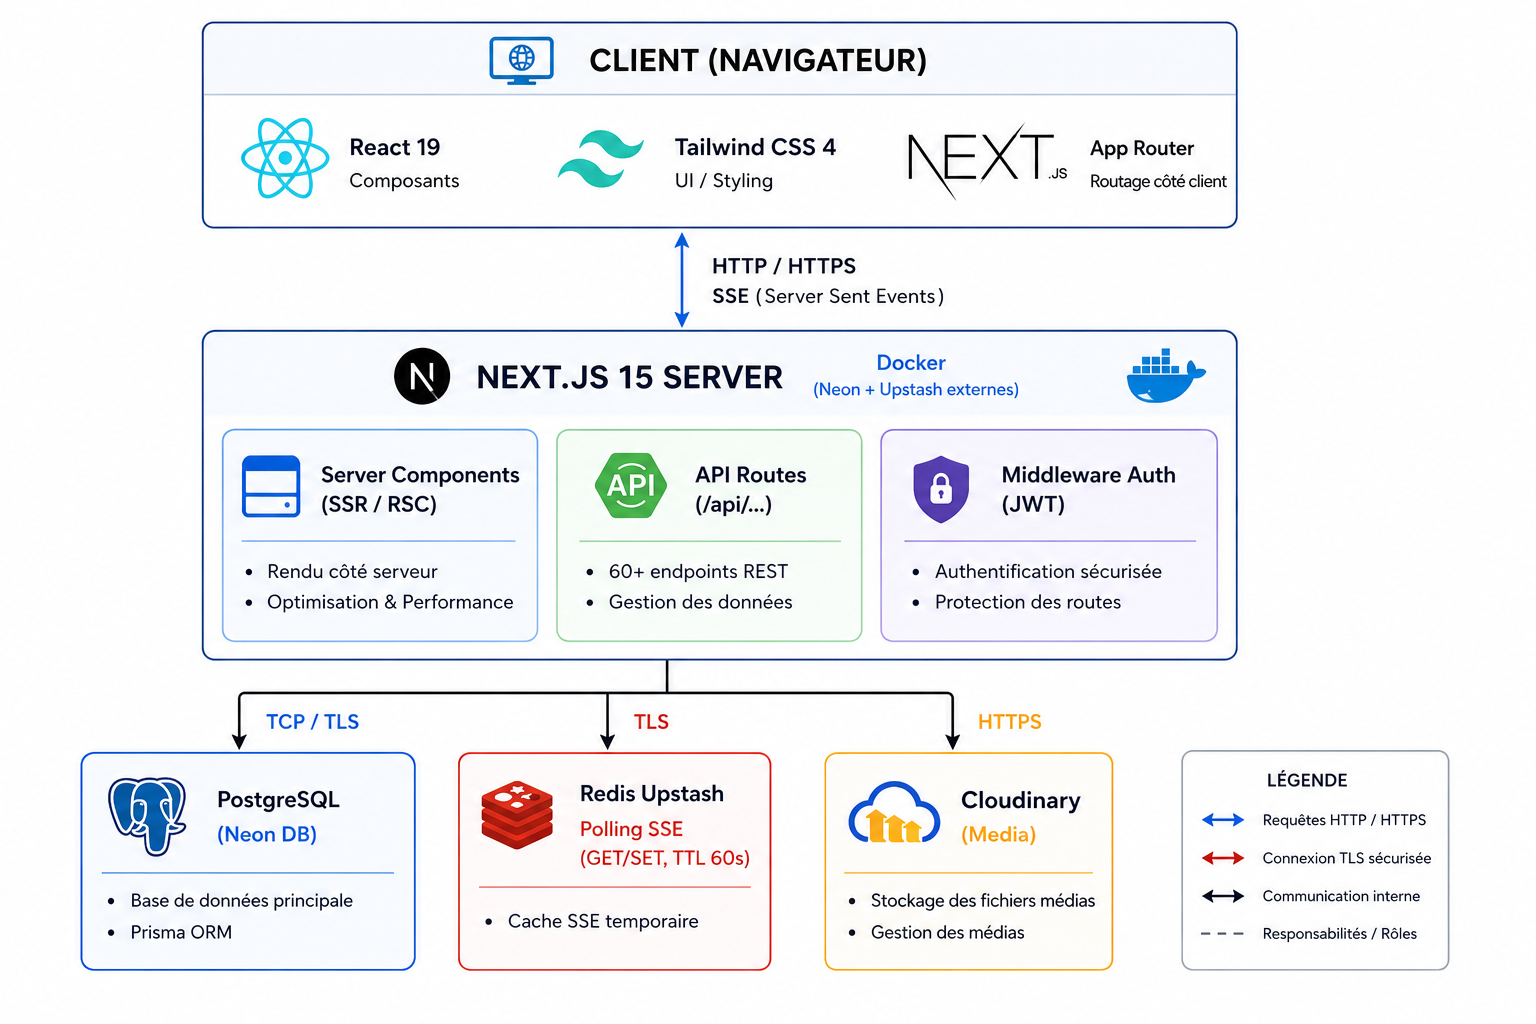 CLIENT (NAVIGATEUR)
React 19
Composants
Tailwind CSS 4
UI / Styling
NEXT.JS
App Router
Routage côté client
HTTP / HTTPS
SSE (Server Sent Events)
N
NEXT.JS 15 SERVER
Docker
(Neon + Upstash externes)
Server Components
(SSR / RSC)
• Rendu côté serveur
• Optimisation & Performance
API
API Routes
(/api/...)
• 60+ endpoints REST
• Gestion des données
Middleware Auth
(JWT)
• Authentification sécurisée
• Protection des routes
TCP / TLS
TLS
HTTPS
PostgreSQL
(Neon DB)
• Base de données principale
• Prisma ORM
Redis Upstash
Polling SSE
(GET/SET, TTL 60s)
• Cache SSE temporaire
Cloudinary
(Media)
• Stockage des fichiers médias
• Gestion des médias
LÉGENDE
Requêtes HTTP / HTTPS
Connexion TLS sécurisée
Communication interne
Responsabilités / Rôles